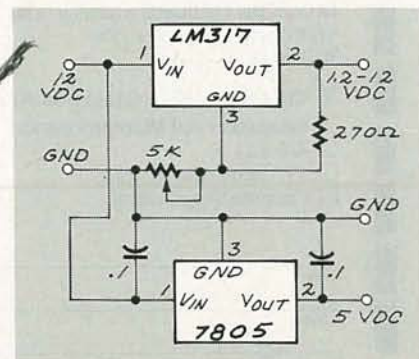 LM317
1 VIN VOUT 2
12 VDC
1.2-12 VDC
GND
3
270Ω
GND
5K
GND
3
.1
GND
.1
1 VIN VOUT 2
5 VDC
7805